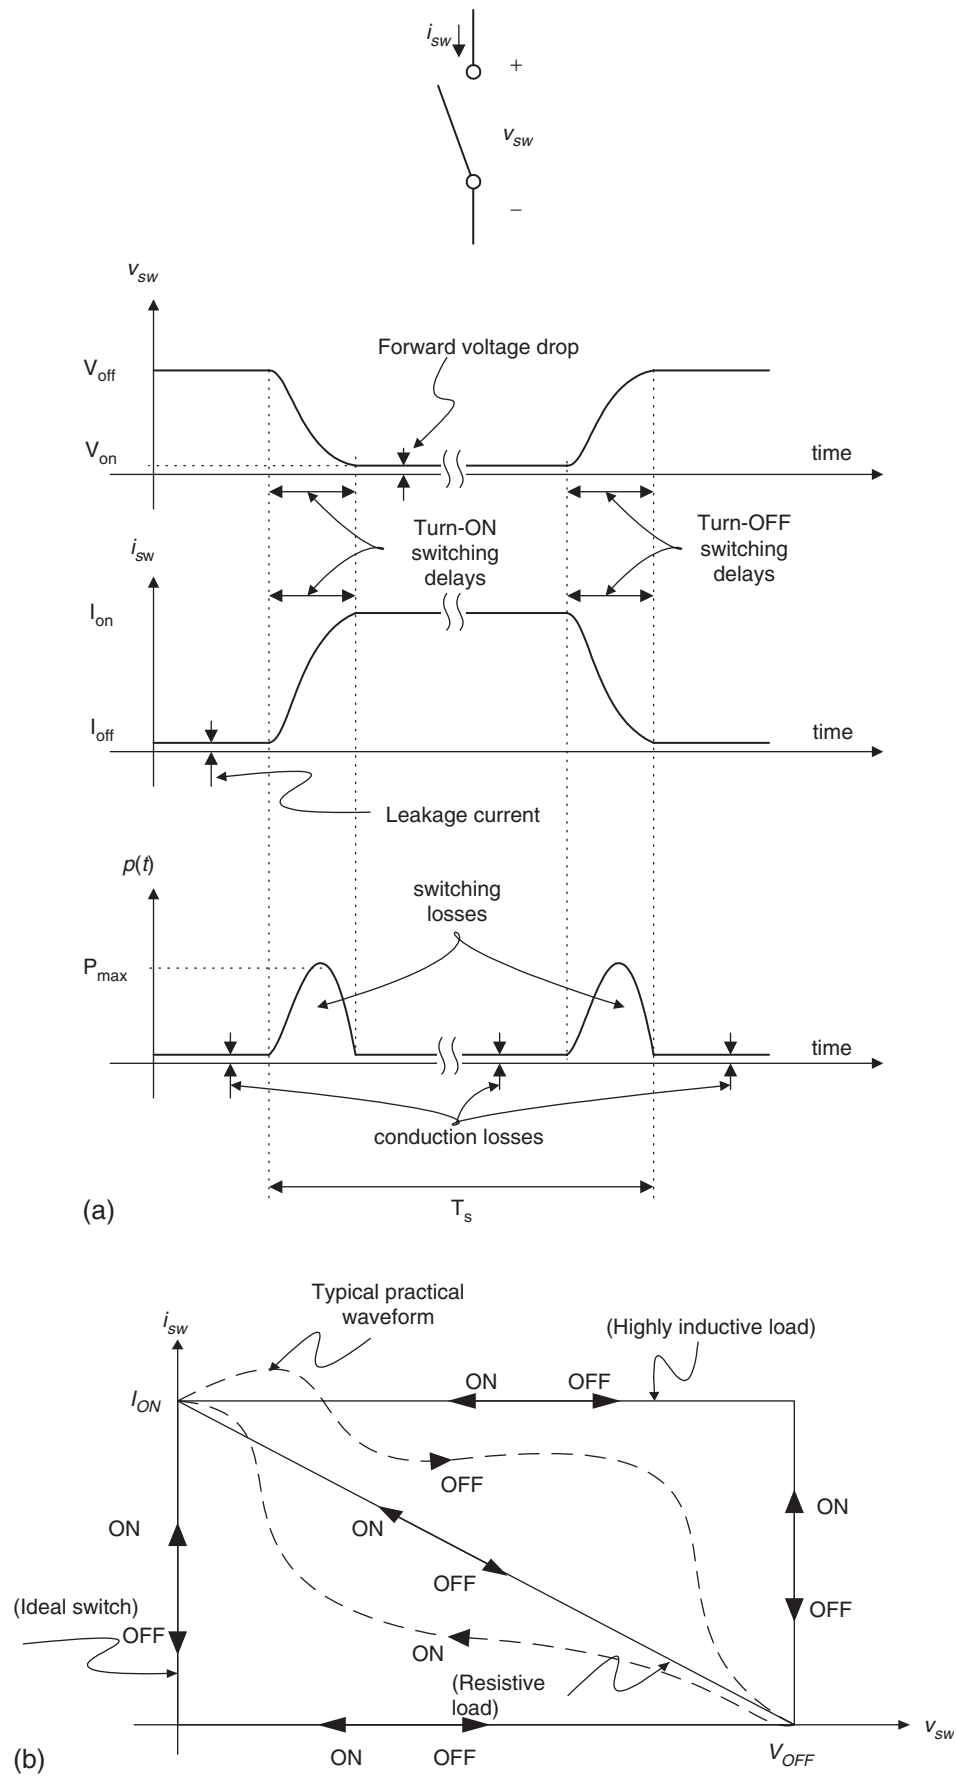 i_sw
+
v_sw
−
v_sw
Forward voltage drop
V_off
V_on
time
Turn-ON
switching
delays
Turn-OFF
switching
delays
i_sw
I_on
I_off
time
Leakage current
p(t)
switching
losses
P_max
time
conduction losses
T_s
(a)
Typical practical
waveform
i_sw
(Highly inductive load)
ON
OFF
I_ON
OFF
ON
ON
ON
OFF
(Ideal switch)
OFF
OFF
ON
(Resistive
load)
v_sw
V_OFF
ON
OFF
(b)